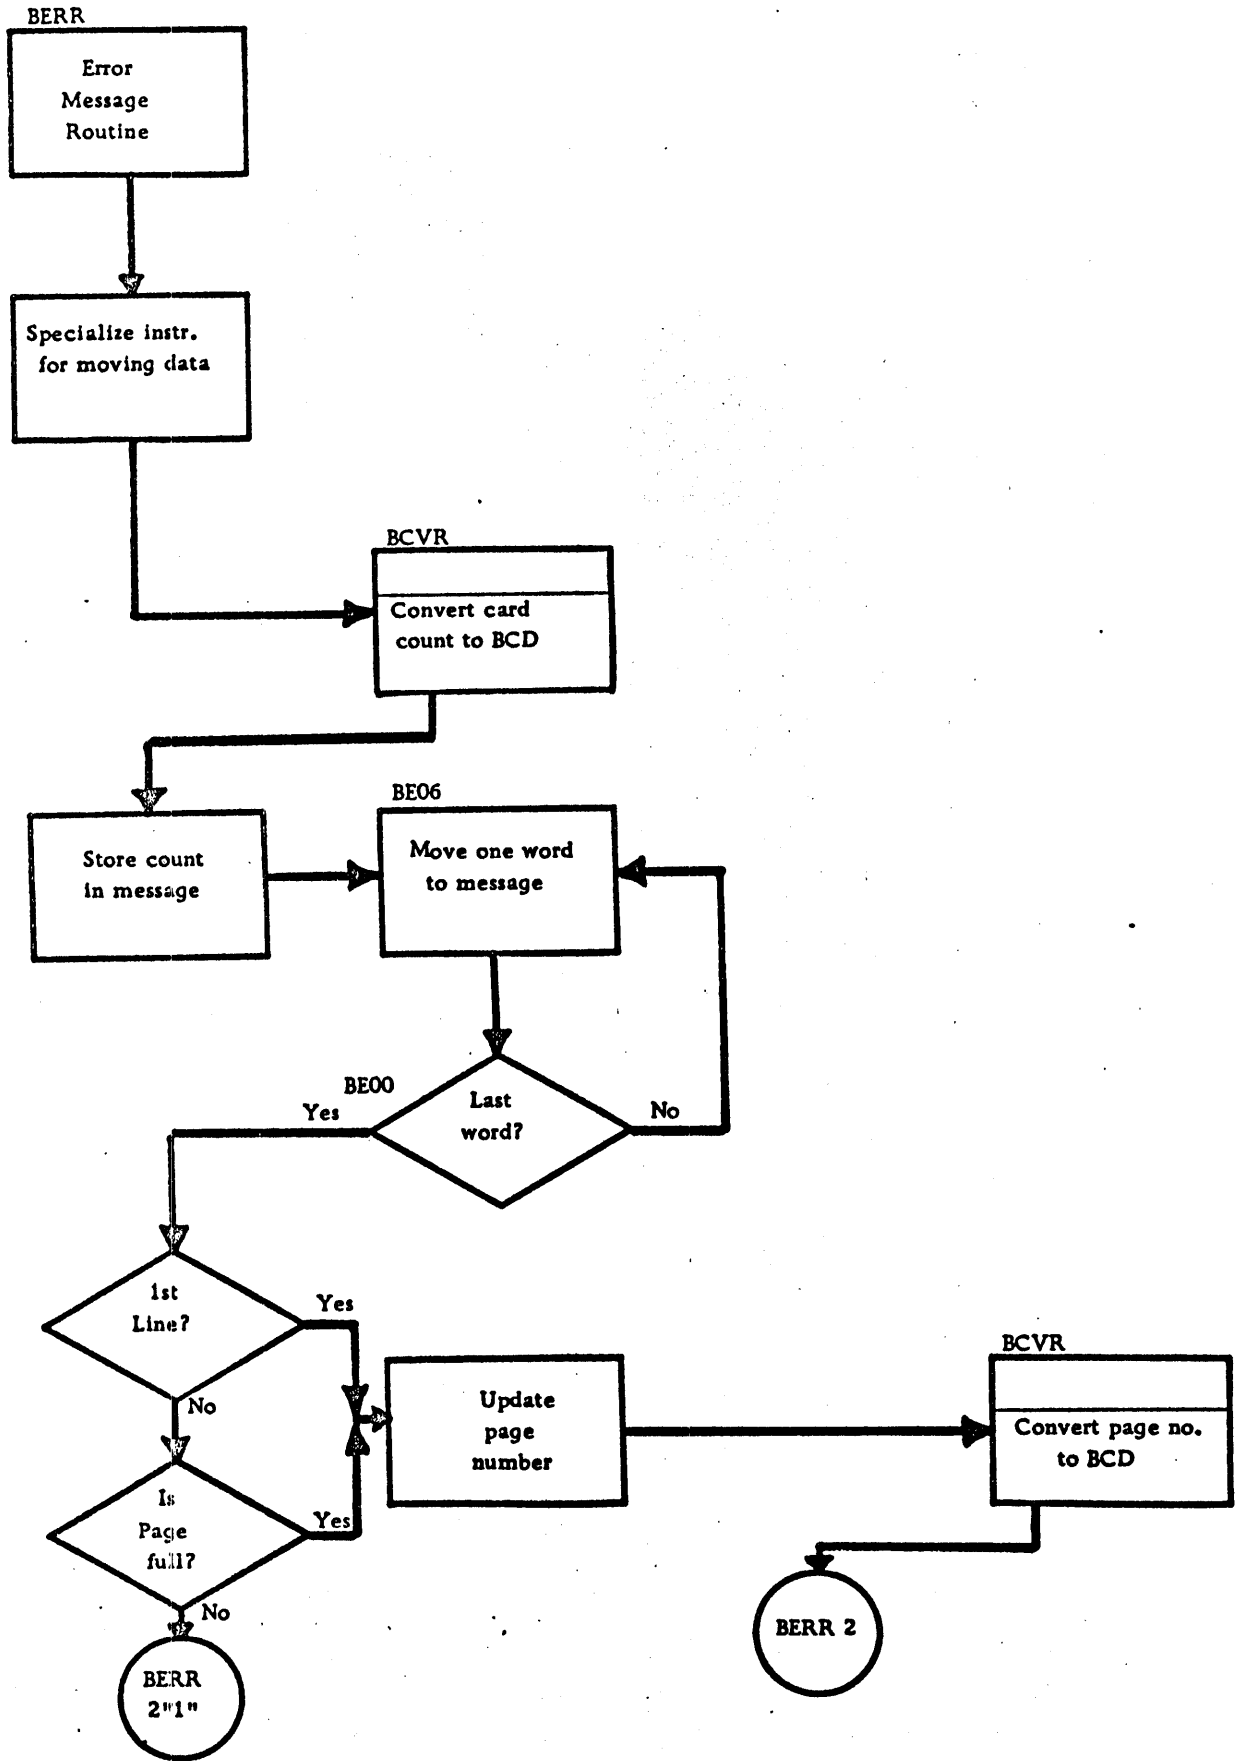 BERR
Error
Message
Routine
Specialize instr.
for moving data
BCVR
Convert card
count to BCD
Store count
in message
BE06
Move one word
to message
BE00
Last
word?
Yes
No
1st
Line?
Yes
No
Update
page
number
BCVR
Convert page no.
to BCD
Is
Page
full?
Yes
No
BERR 2
BERR
2"1"